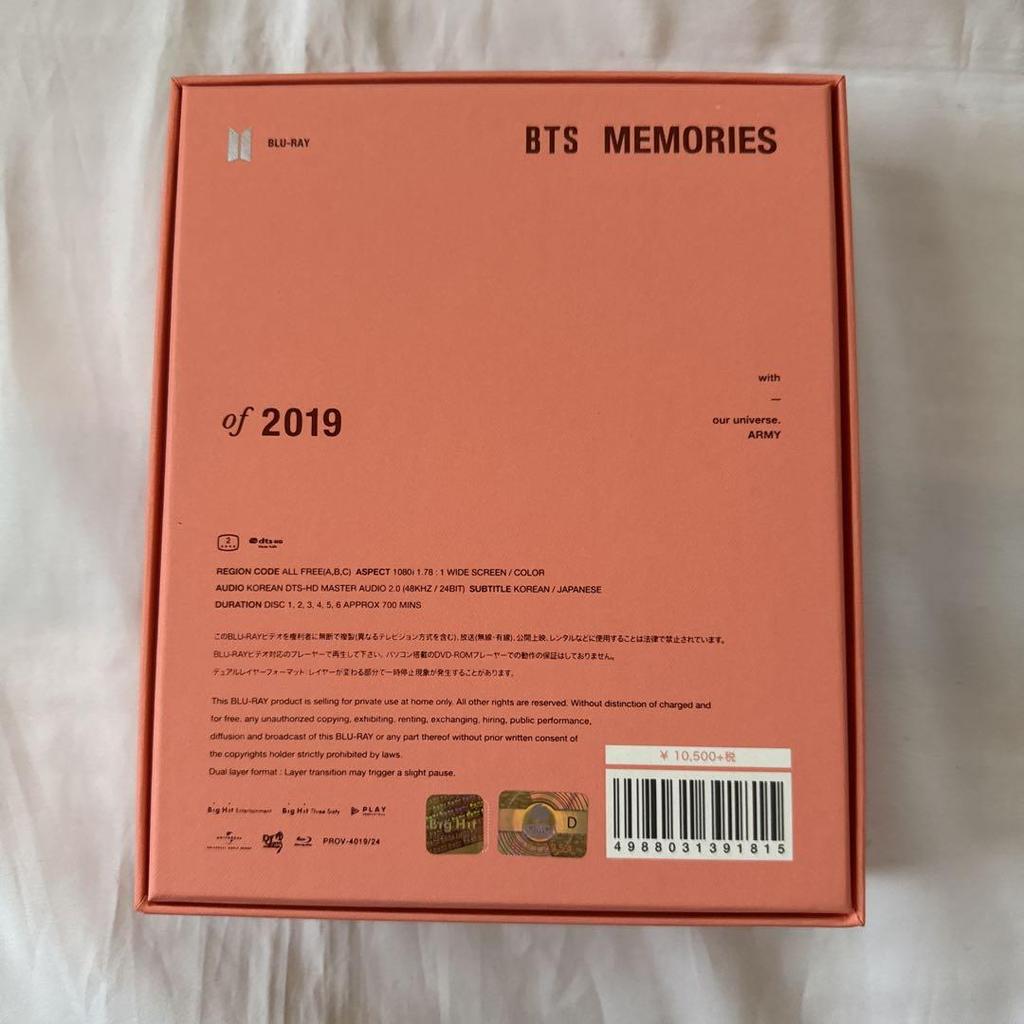 BLU-RAY
BTS MEMORIES
with
—
our universe.
ARMY
of 2019
2
dts-HD
REGION CODE ALL FREE(A,B,C) ASPECT 1080i 1.78 : 1 WIDE SCREEN / COLOR
AUDIO KOREAN DTS-HD MASTER AUDIO 2.0 (48KHZ / 24BIT) SUBTITLE KOREAN / JAPANESE
DURATION DISC 1, 2, 3, 4, 5, 6 APPROX 700 MINS
このBLU-RAYビデオを権利者に無断で複製(異なるテレビジョン方式を含む)、放送(無線・有線)、公開上映、レンタルなどに使用することは法律で禁止されています。
BLU-RAYビデオ対応のプレーヤーで再生して下さい。パソコン搭載のDVD-ROMプレーヤーでの動作の保証はしておりません。
デュアルレイヤーフォーマット：レイヤーが変わる部分で一時停止現象が発生することがあります。
This BLU-RAY product is selling for private use at home only. All other rights are reserved. Without distinction of charged and
for free. any unauthorized copying, exhibiting, renting, exchanging, hiring, public performance,
diffusion and broadcast of this BLU-RAY or any part thereof without prior written consent of
the copyrights holder strictly prohibited by laws.
Dual layer format : Layer transition may trigger a slight pause.
¥ 10,500+税
4988031391815
Big Hit Entertainment
Big Hit Three Sixty
PLAY
Big Hit
D
PROV-4019/24